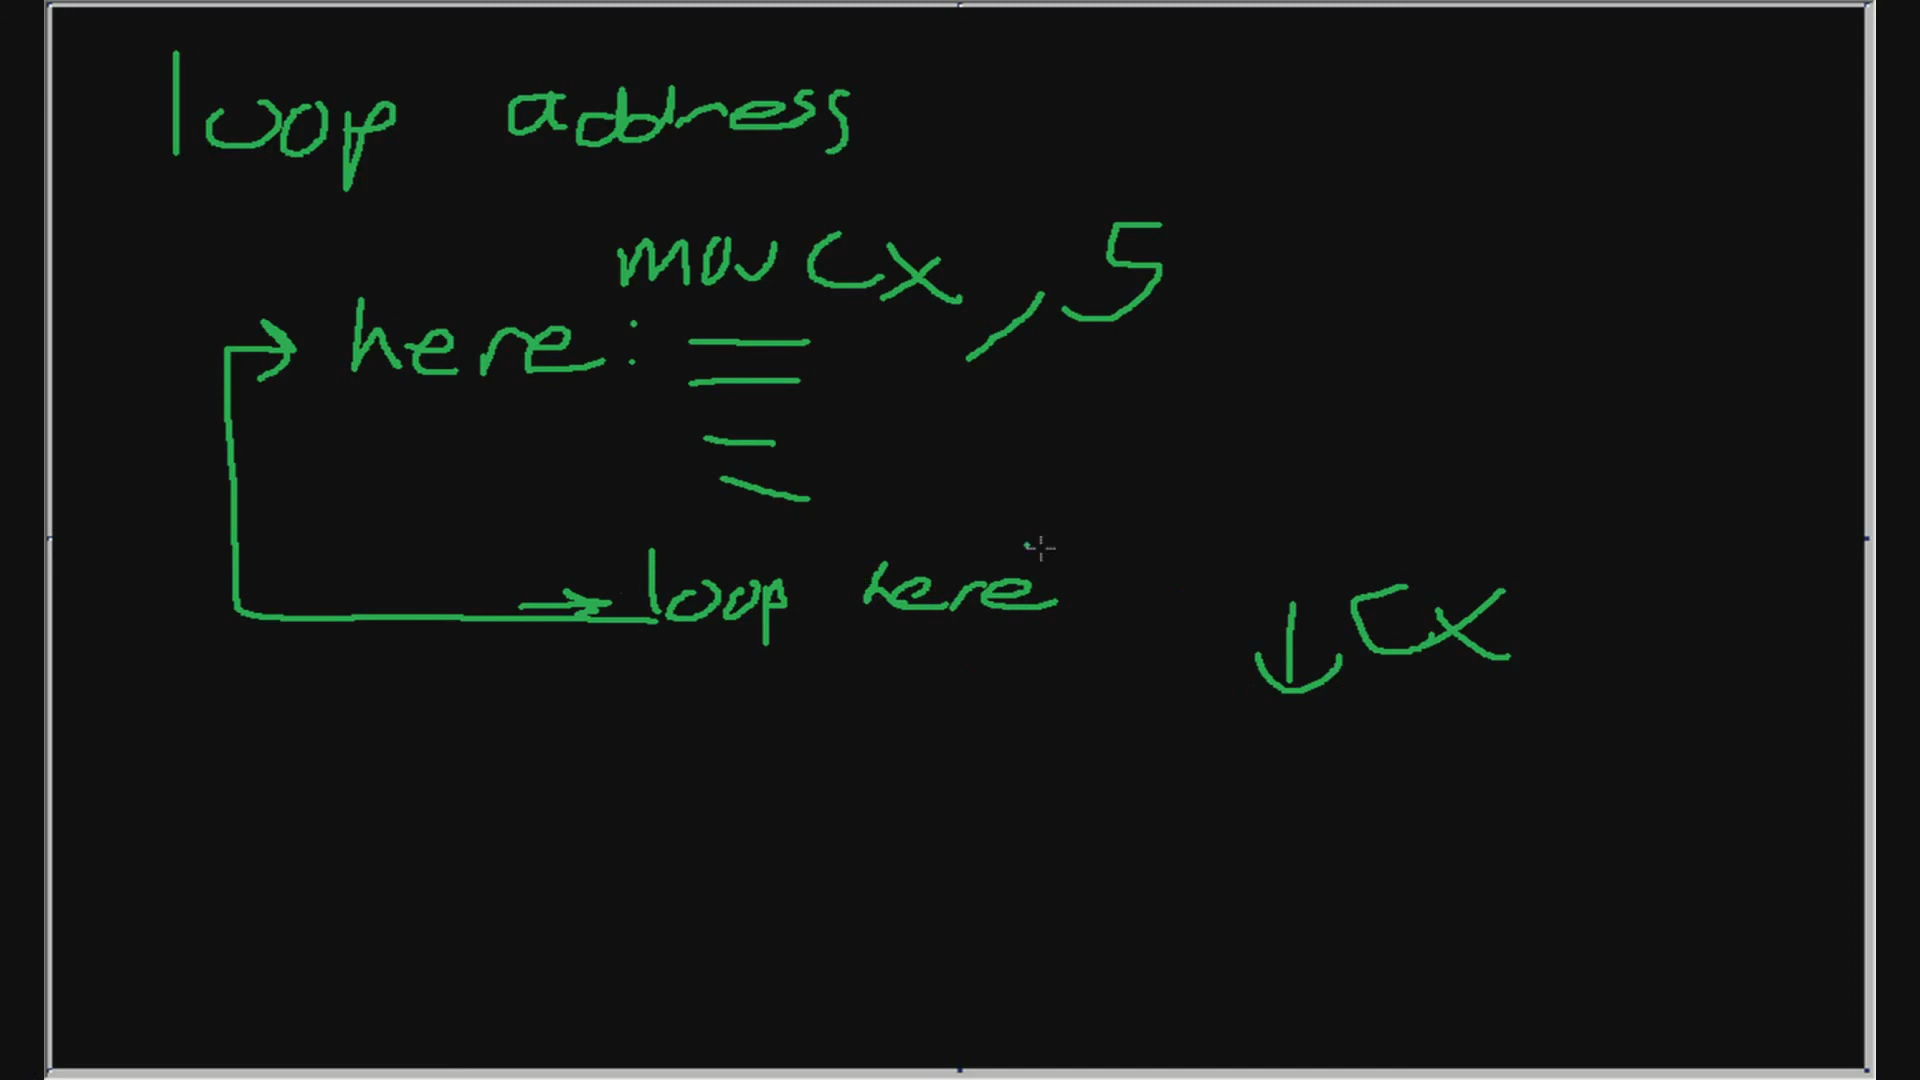 loop address
mov cx, 5
here:
loop here
↓ cx